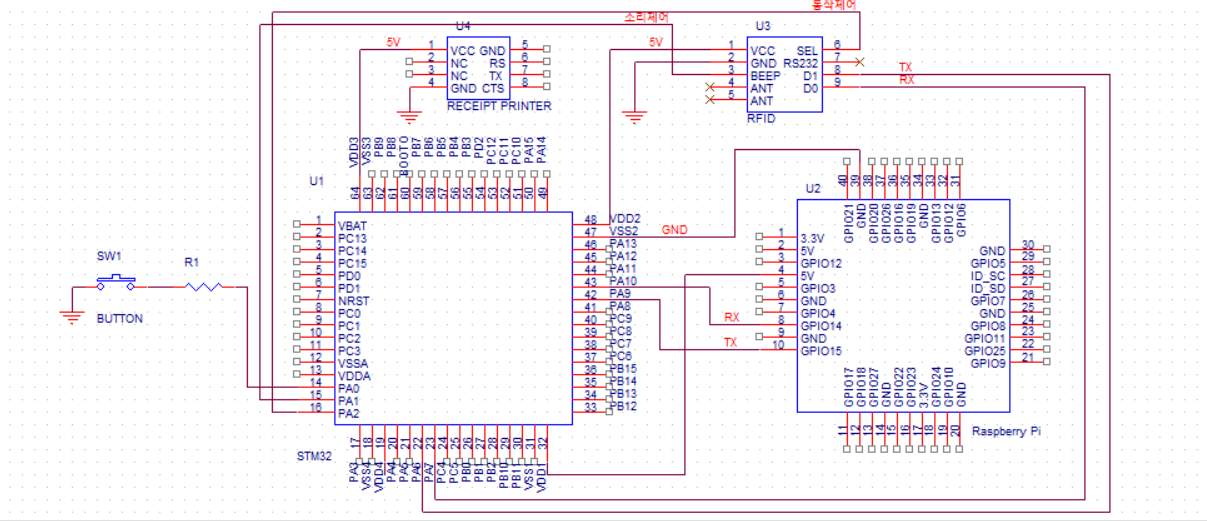 동작제어
소리제어
U4
U3
5V
5V
1 VCC GND 5
2 NC RS 6
3 NC TX 7
4 GND CTS 8
RECEIPT PRINTER
1 VCC SEL 6
2 GND RS232 7
3 BEEP D1 8
4 ANT D0 9
5 ANT
RFID
TX
RX
U1
VDD3 VSS3 PB9 PB8 BOOTO PB7 PB6 PB5 PB4 PB3 PD2 PC12 PC11 PC10 PA15 PA14
64 63 62 61 60 59 58 57 56 55 54 53 52 51 50 49
1 VBAT
2 PC13
3 PC14
4 PC15
5 PD0
6 PD1
7 NRST
8 PC0
9 PC1
10 PC2
11 PC3
12 VSSA
13 VDDA
14 PA0
15 PA1
16 PA2
48 VDD2
47 VSS2
46 PA13
45 PA12
44 PA11
43 PA10
42 PA9
41 PA8
40 PC9
39 PC8
38 PC7
37 PC6
36 PB15
35 PB14
34 PB13
33 PB12
17 18 19 20 21 22 23 24 25 26 27 28 29 30 31 32
PA3 VSS4 VDD4 PA4 PA5 PA6 PA7 PC4 PC5 PB0 PB1 PB2 PB10 PB11 VSS1 VDD1
STM32
SW1
R1
BUTTON
GND
RX
TX
U2
40 39 38 37 36 35 34 33 32 31
GPIO21 GND GPIO20 GPIO26 GPIO16 GPIO19 GND GPIO13 GPIO12 GPIO6
1 3.3V
2 5V
3 GPIO12
4 5V
5 GPIO3
6 GND
7 GPIO4
8 GPIO14
9 GND
10 GPIO15
GND 30
GPIO5 29
ID_SC 28
ID_SD 27
GPIO7 26
GND 25
GPIO8 24
GPIO11 23
GPIO25 22
GPIO9 21
GPIO17 GPIO18 GPIO27 GND GPIO22 GPIO23 3.3V GPIO24 GPIO10 GND
11 12 13 14 15 16 17 18 19 20
Raspberry Pi